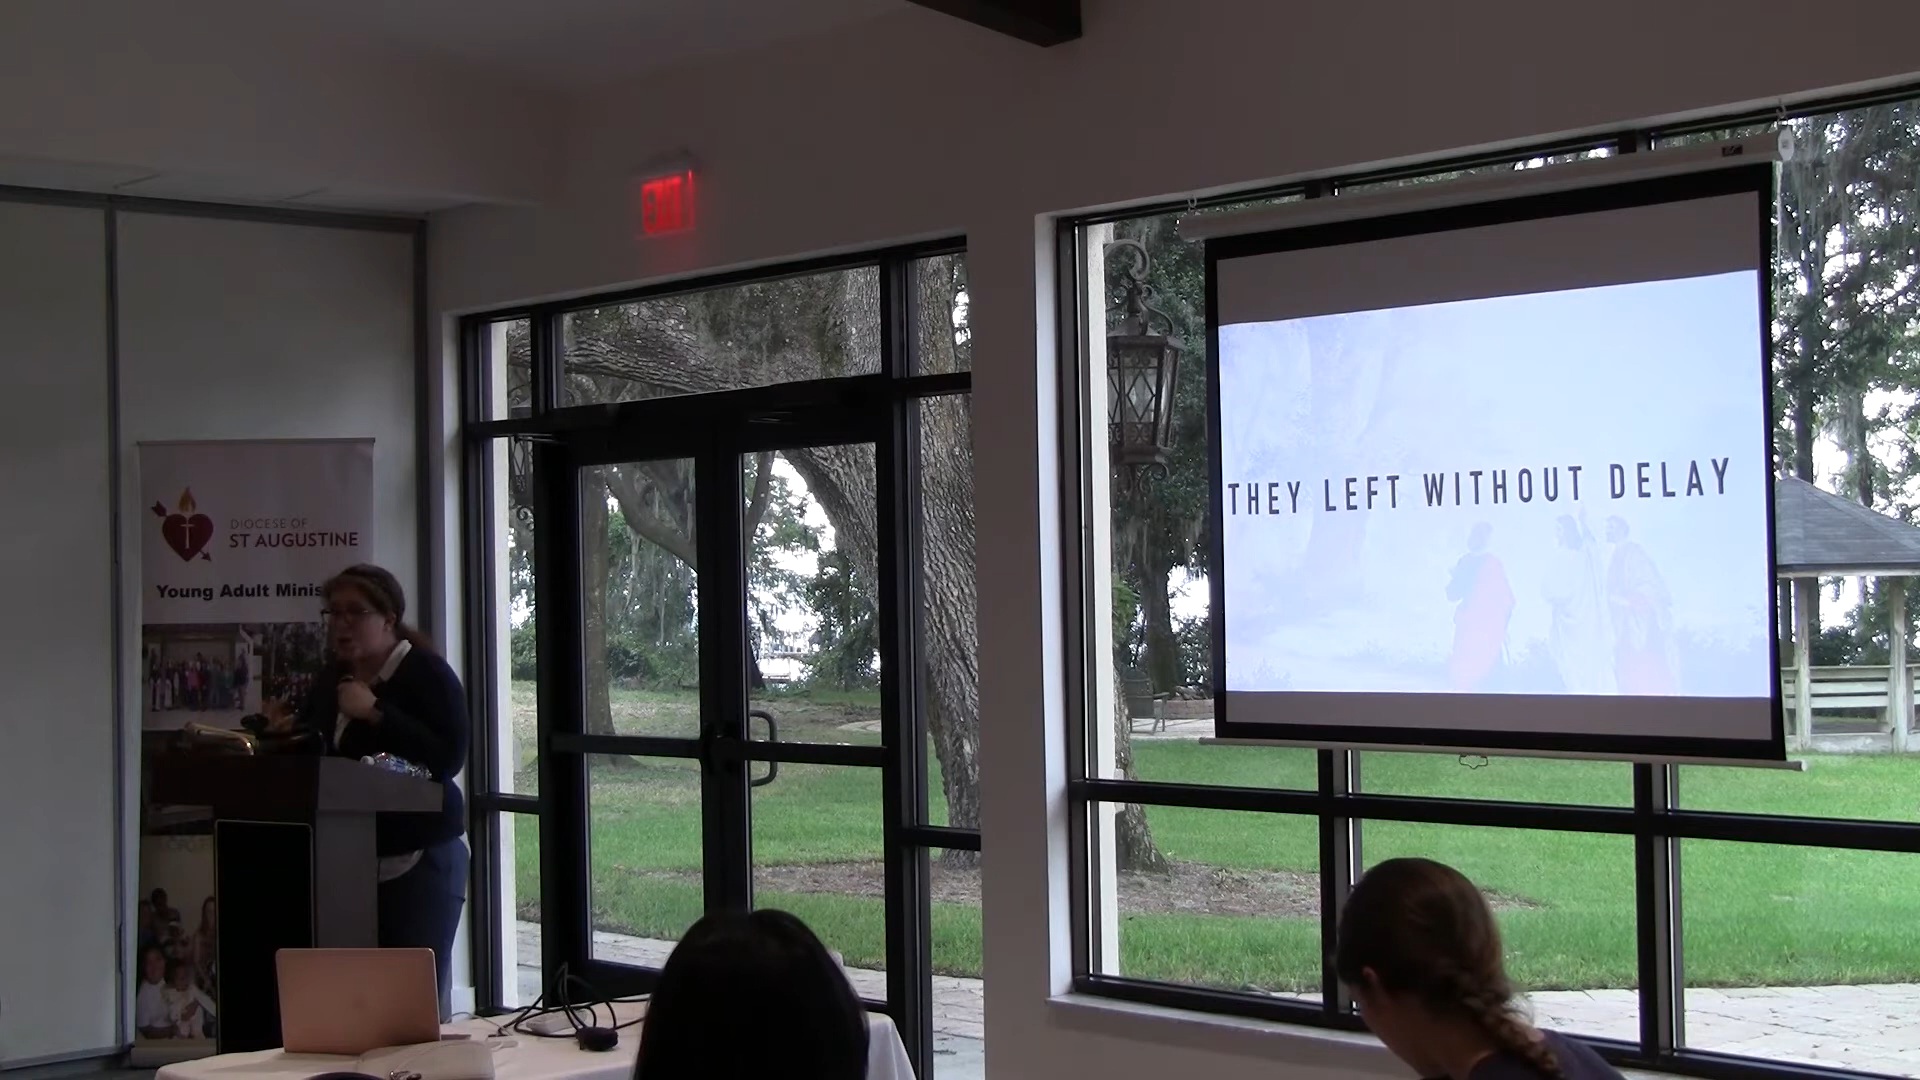 EXIT
DIOCESE OF
ST AUGUSTINE
Young Adult Minis
THEY LEFT WITHOUT DELAY